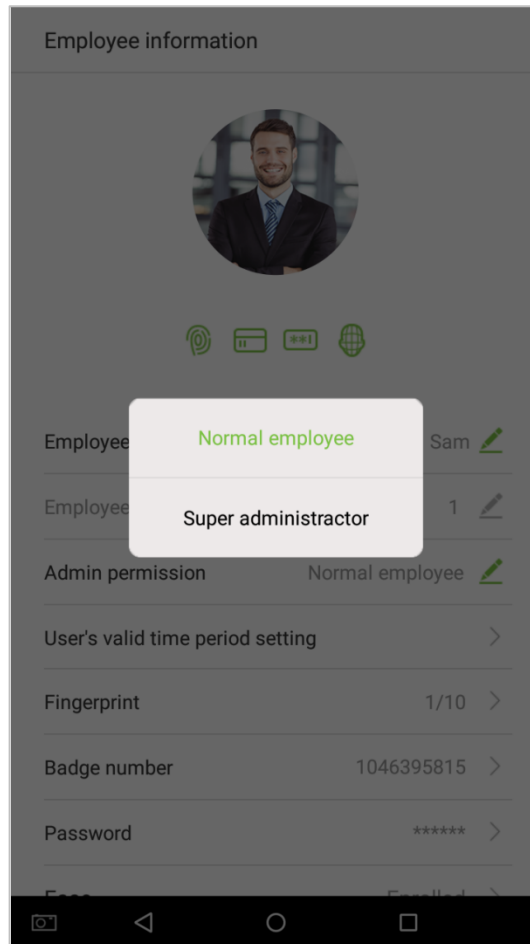 Employee information
**I
Normal employee
Super administractor
Employee Sam
Employee 1
Admin permission Normal employee
User's valid time period setting
Fingerprint 1/10
Badge number 1046395815
Password ******